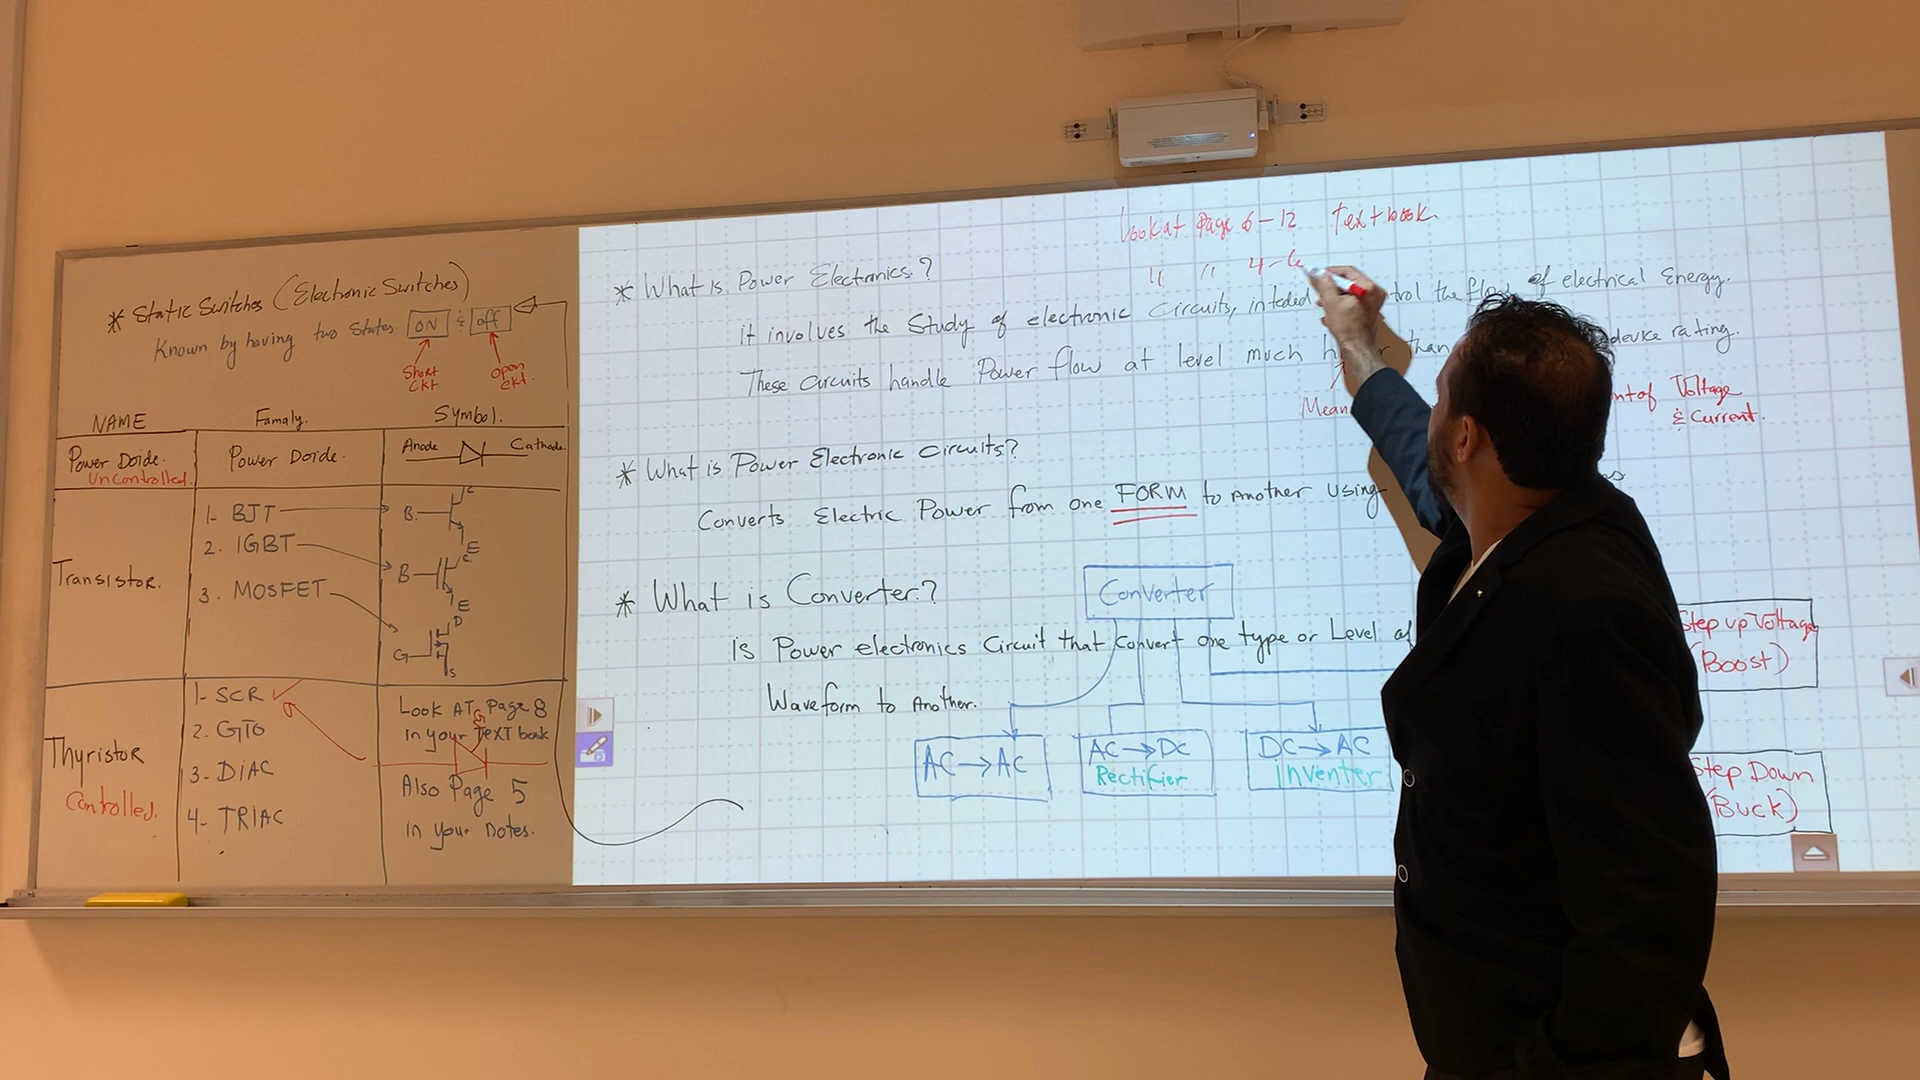 * Static Switches (Electronic Switches)
Known by having two States. ON & off
Short
CKt
open
ckt.
NAME Famaly. Symbol.
Power Doide. Power Doide. Anode Cathode
UnControlled.
Transistor.
1- BJT
2. IGBT
3. MOSFET
B. C E
B C E
G D S
Thyristor
Controlled.
1- SCR
2. GTO
3- DIAC
4- TRIAC
Look AT Page 8
G
in your TEXT book
Also Page 5
in your notes.
Look at Page 6-12 textbook.
" " 4-6
* What is Power Electronics.?
it involves the Study of electronic Circuits, intended control the flow of electrical Energy.
These Circuits handle Power flow at level much than device rating.
Mean
of Voltage
& Current.
* What is Power Electronic Circuits?
Converts Electric Power from one FORM to Another Using
* What is Converter.?
Converter
is Power electronics Circuit that Convert one type or Level of
Waveform to Another.
AC→AC
AC→DC
Rectifier
DC→AC
inventer
Step up Voltage
(Boost)
Step Down
(Buck)